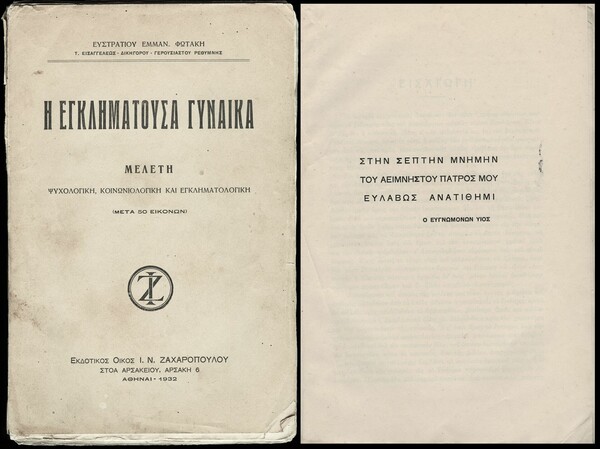 ΕΥΣΤΡΑΤΙΟΥ ΕΜΜΑΝ. ΦΩΤΑΚΗ
Τ. ΕΙΣΑΓΓΕΛΕΩΣ - ΔΙΚΗΓΟΡΟΥ - ΓΕΡΟΥΣΙΑΣΤΟΥ ΡΕΘΥΜΝΗΣ
Η ΕΓΚΛΗΜΑΤΟΥΣΑ ΓΥΝΑΙΚΑ
ΜΕΛΕΤΗ
ΨΥΧΟΛΟΓΙΚΗ, ΚΟΙΝΩΝΙΟΛΟΓΙΚΗ ΚΑΙ ΕΓΚΛΗΜΑΤΟΛΟΓΙΚΗ
(ΜΕΤΑ 50 ΕΙΚΟΝΩΝ)
ΙΖ
ΕΚΔΟΤΙΚΟΣ ΟΙΚΟΣ Ι. Ν. ΖΑΧΑΡΟΠΟΥΛΟΥ
ΣΤΟΑ ΑΡΣΑΚΕΙΟΥ, ΑΡΣΑΚΗ 6
ΑΘΗΝΑΙ - 1932
ΣΤΗΝ ΣΕΠΤΗΝ ΜΝΗΜΗΝ
ΤΟΥ ΑΕΙΜΝΗΣΤΟΥ ΠΑΤΡΟΣ ΜΟΥ
ΕΥΛΑΒΩΣ ΑΝΑΤΙΘΗΜΙ
Ο ΕΥΓΝΩΜΟΝΩΝ ΥΙΟΣ